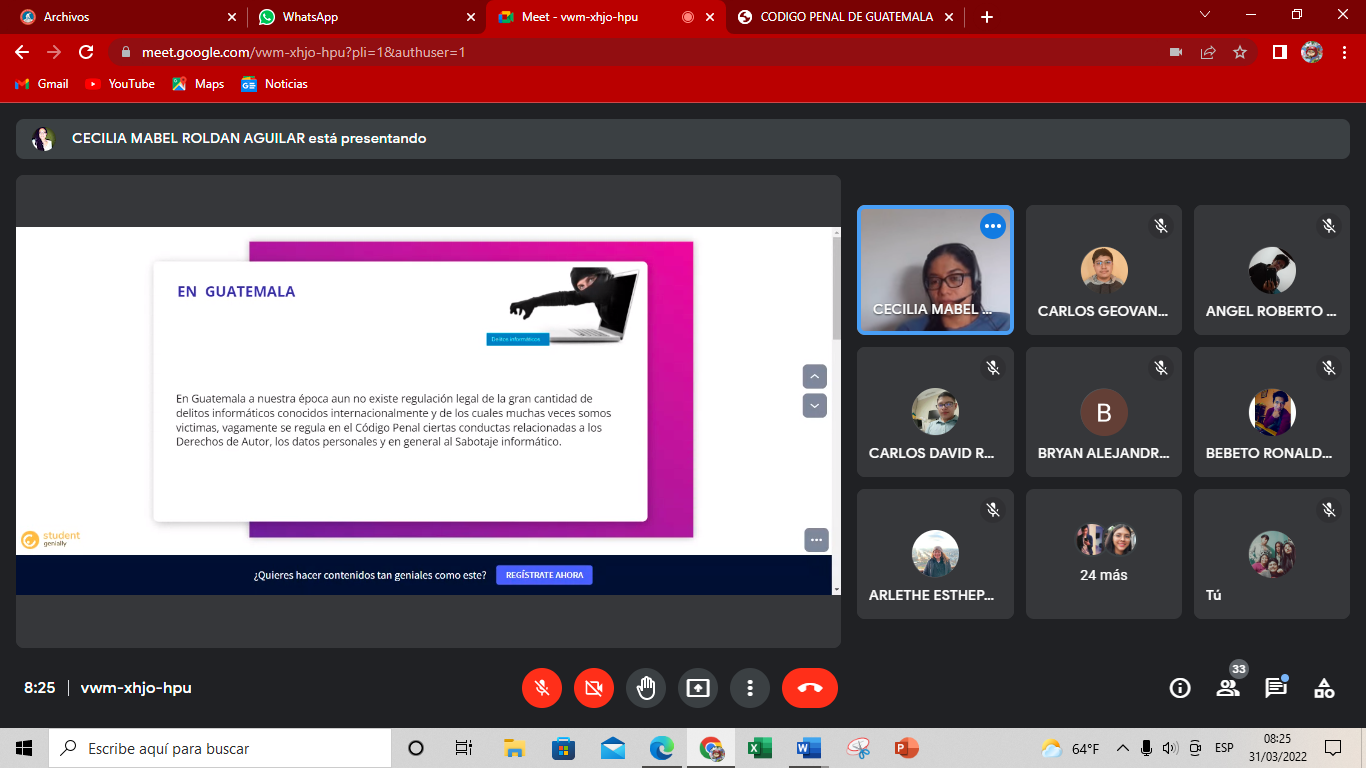 Archivos
WhatsApp
Meet - vwm-xhjo-hpu
CODIGO PENAL DE GUATEMALA
meet.google.com/vwm-xhjo-hpu?pli=1&authuser=1
Gmail
YouTube
Maps
Noticias
CECILIA MABEL ROLDAN AGUILAR está presentando
EN GUATEMALA
Delitos informáticos
En Guatemala a nuestra época aun no existe regulación legal de la gran cantidad de
delitos informáticos conocidos internacionalmente y de los cuales muchas veces somos
victimas, vagamente se regula en el Código Penal ciertas conductas relacionadas a los
Derechos de Autor, los datos personales y en general al Sabotaje informático.
student
genially
¿Quieres hacer contenidos tan geniales como este?
REGÍSTRATE AHORA
CECILIA MABEL ...
CARLOS GEOVAN...
ANGEL ROBERTO ...
CARLOS DAVID R...
B
BRYAN ALEJANDR...
BEBETO RONALD...
ARLETHE ESTHEP...
24 más
Tú
8:25
vwm-xhjo-hpu
33
Escribe aquí para buscar
64°F
ESP
08:25
31/03/2022